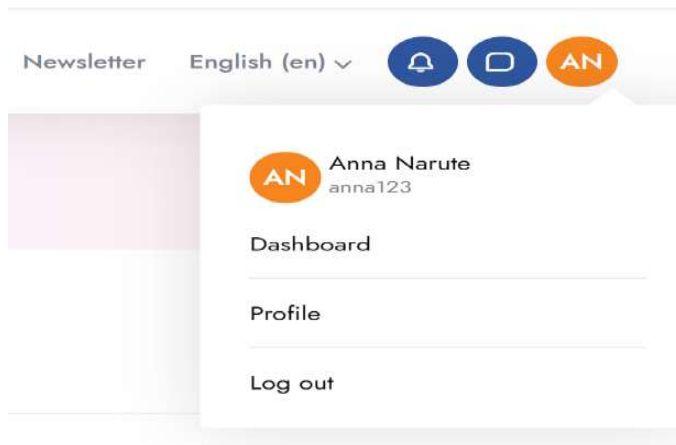 Newsletter English (en) AN
AN Anna Narute
anna123
Dashboard
Profile
Log out